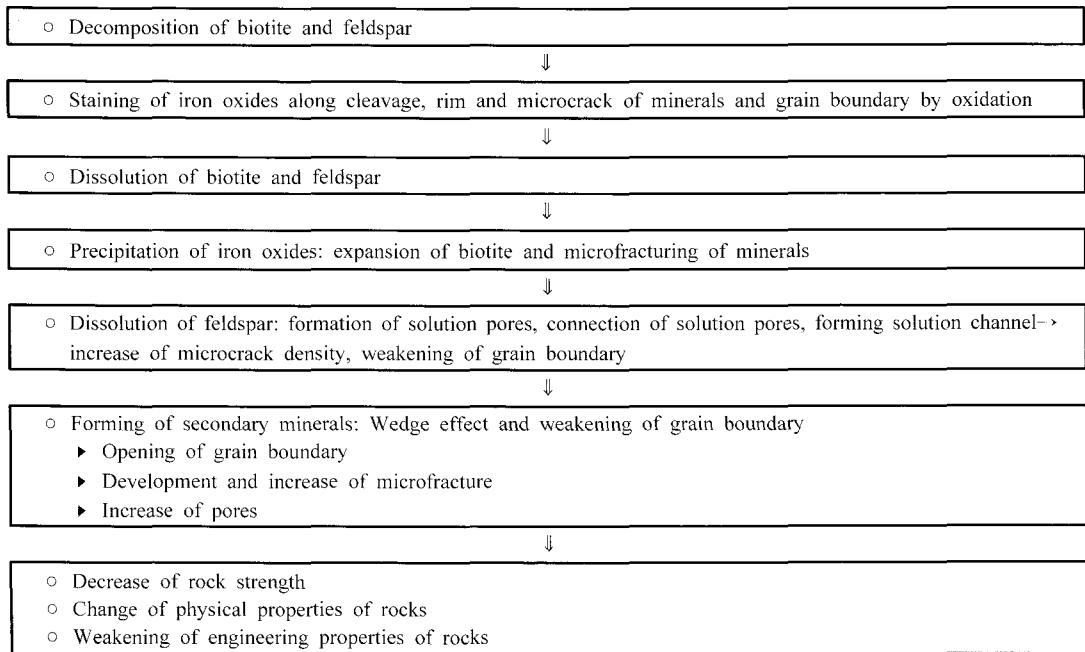 ○ Decomposition of biotite and feldspar
⇓
○ Staining of iron oxides along cleavage, rim and microcrack of minerals and grain boundary by oxidation
⇓
○ Dissolution of biotite and feldspar
⇓
○ Precipitation of iron oxides: expansion of biotite and microfracturing of minerals
⇓
○ Dissolution of feldspar: formation of solution pores, connection of solution pores, forming solution channel→
increase of microcrack density, weakening of grain boundary
⇓
○ Forming of secondary minerals: Wedge effect and weakening of grain boundary
▸ Opening of grain boundary
▸ Development and increase of microfracture
▸ Increase of pores
⇓
○ Decrease of rock strength
○ Change of physical properties of rocks
○ Weakening of engineering properties of rocks